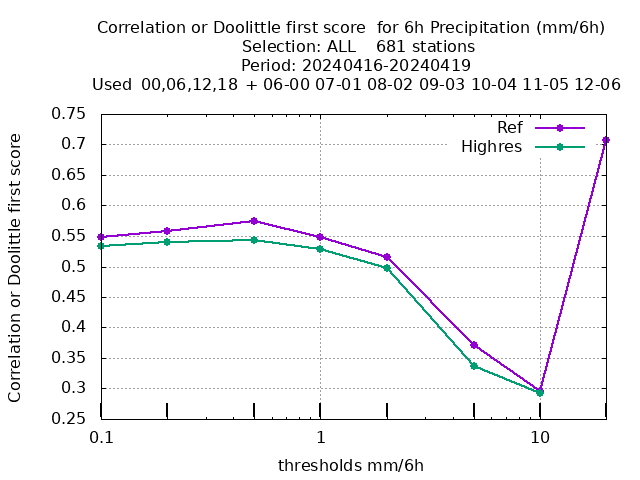 Correlation or Doolittle first score  for 6h Precipitation (mm/6h)
Selection: ALL    681 stations
Period: 20240416-20240419
Used  00,06,12,18  + 06-00 07-01 08-02 09-03 10-04 11-05 12-06
Correlation or Doolittle first score
0.75
0.7
0.65
0.6
0.55
0.5
0.45
0.4
0.35
0.3
0.25
Ref
Highres
0.1
1
10
thresholds mm/6h